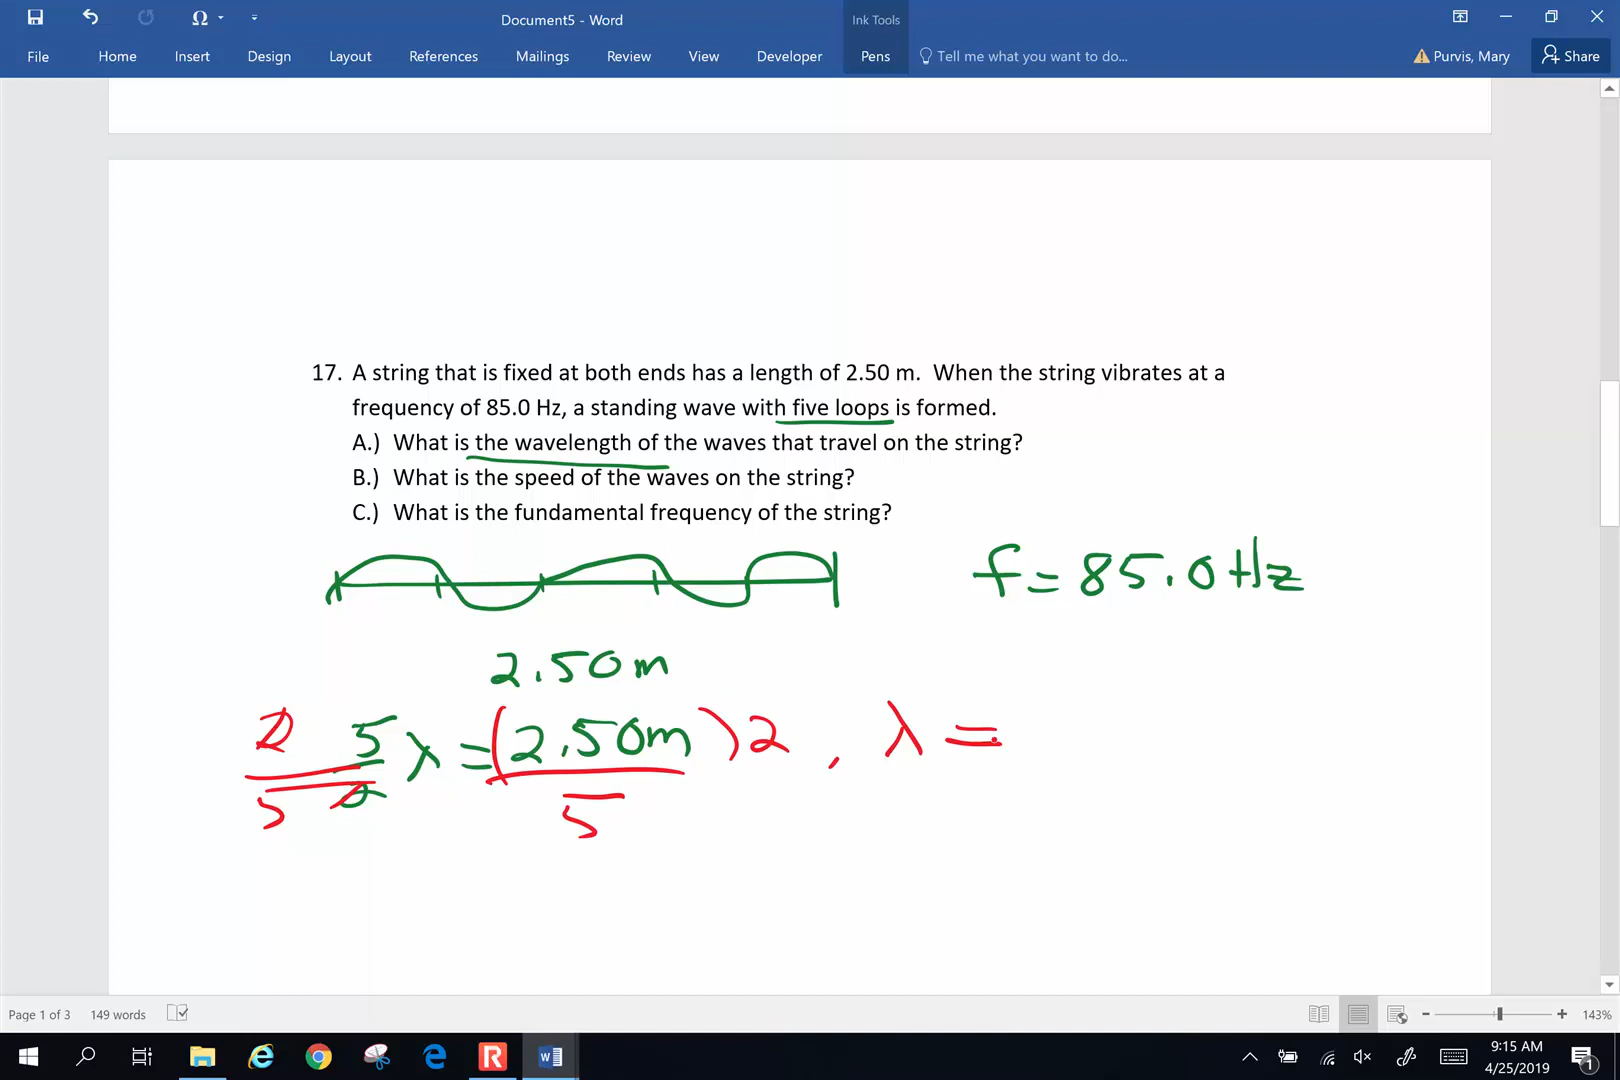 Document5 - Word
Ink Tools
File Home Insert Design Layout References Mailings Review View Developer Pens Tell me what you want to do... Purvis, Mary Share
17. A string that is fixed at both ends has a length of 2.50 m. When the string vibrates at a
frequency of 85.0 Hz, a standing wave with five loops is formed.
A.) What is the wavelength of the waves that travel on the string?
B.) What is the speed of the waves on the string?
C.) What is the fundamental frequency of the string?
f = 85.0 Hz
2.50 m
2 5 λ = (2.50m) 2 , λ =
5 2 5
Page 1 of 3 149 words 143%
9:15 AM
4/25/2019
1